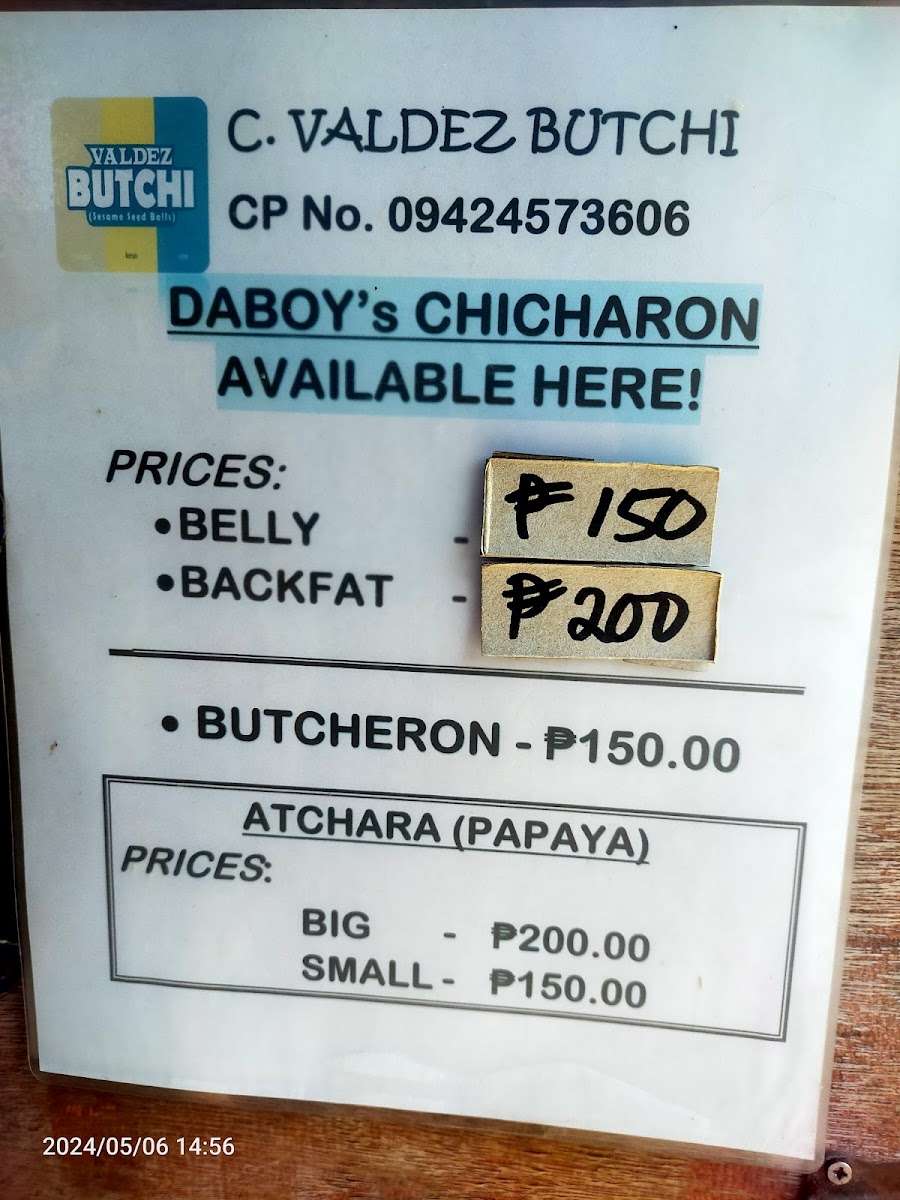 VALDEZ
BUTCHI
(Sesame Seed Balls)
C. VALDEZ BUTCHI
CP No. 09424573606
DABOY's CHICHARON
AVAILABLE HERE!
PRICES:
•BELLY - ₱150
•BACKFAT - ₱200
• BUTCHERON - ₱150.00
ATCHARA (PAPAYA)
PRICES:
BIG - ₱200.00
SMALL - ₱150.00
2024/05/06 14:56